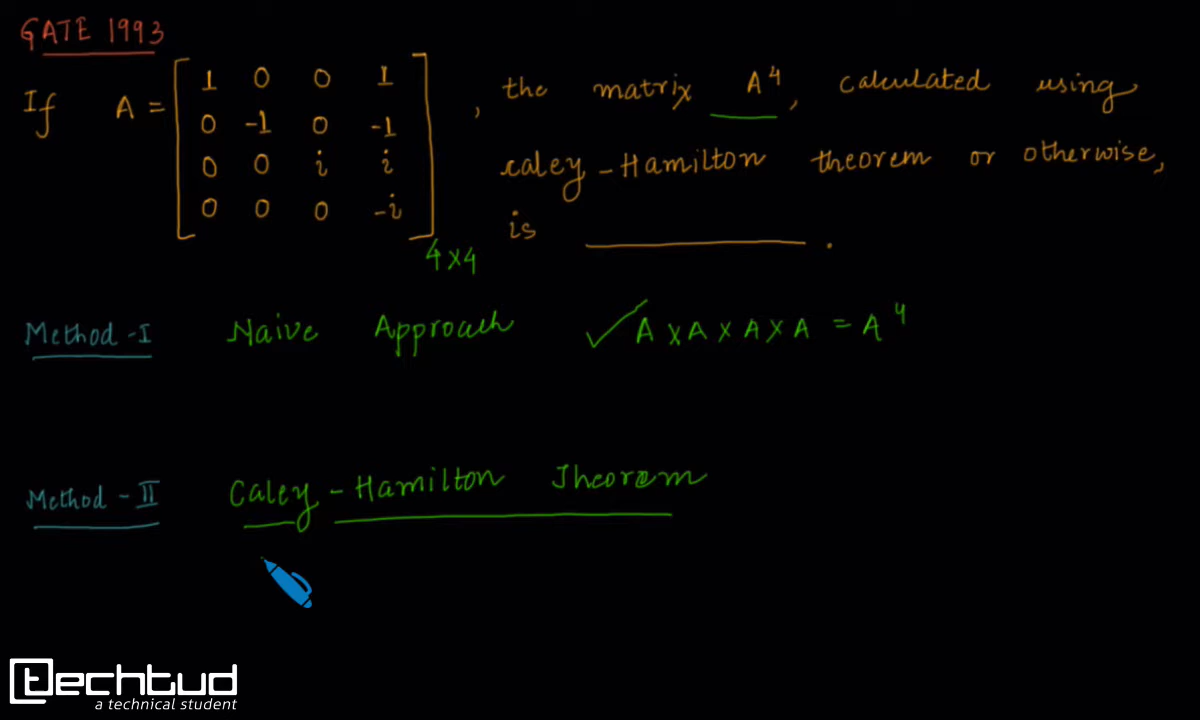 GATE 1993
If A = [ 1 0 0 1 , the matrix A⁴, calculated using
0 -1 0 -1
0 0 i i caley-Hamilton theorem or otherwise,
0 0 0 -i ] is ________ .
4x4
Method-I Naive Approach ✓ A x A x A x A = A⁴
Method-II Caley-Hamilton Theorem
techtud
a technical student